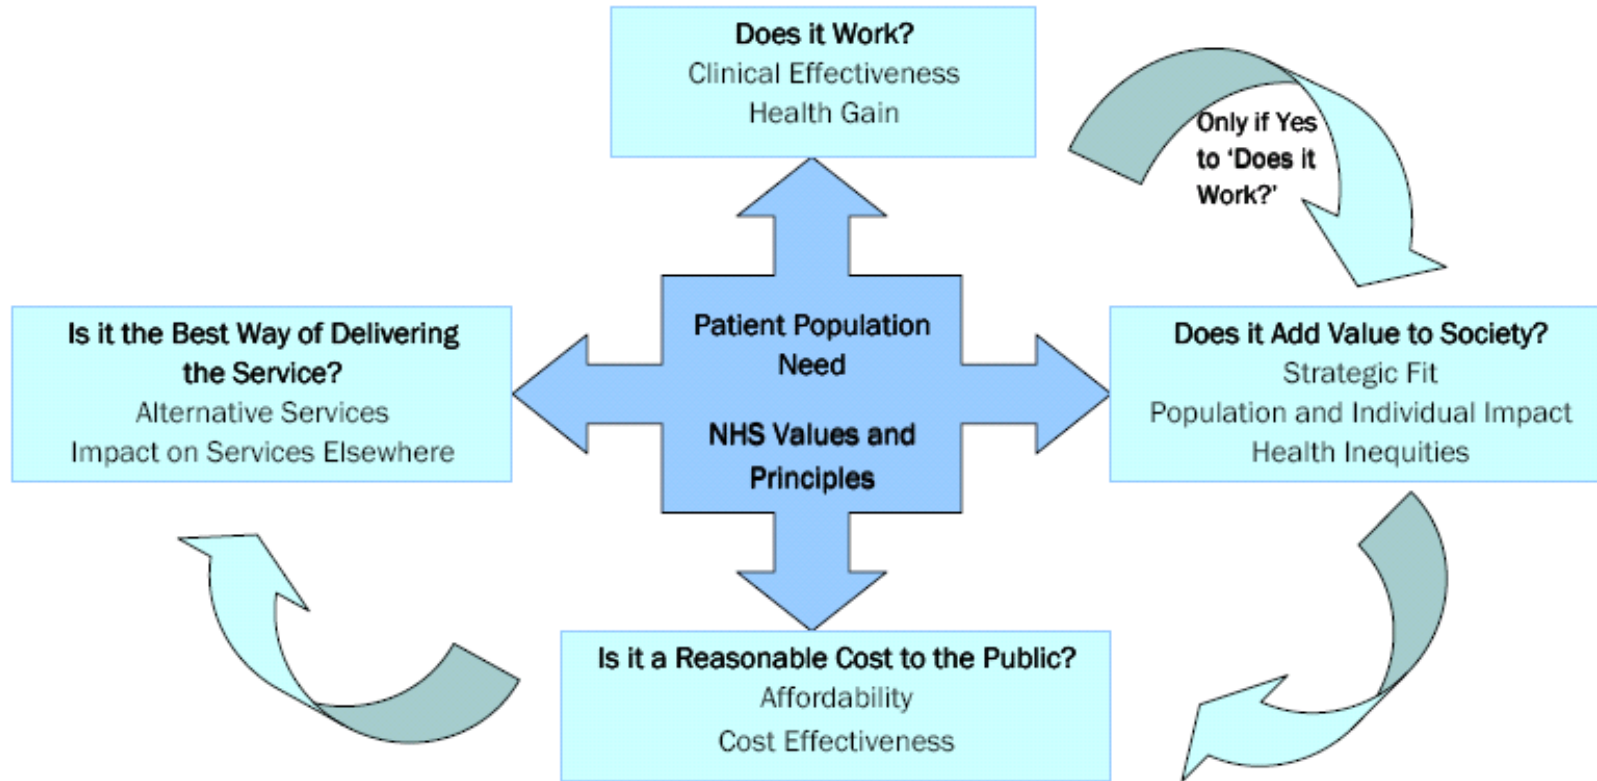 Does it Work?
Clinical Effectiveness
Health Gain
Only if Yes
to ‘Does it
Work?’
Is it the Best Way of Delivering
the Service?
Alternative Services
Impact on Services Elsewhere
Patient Population
Need
NHS Values and
Principles
Does it Add Value to Society?
Strategic Fit
Population and Individual Impact
Health Inequities
Is it a Reasonable Cost to the Public?
Affordability
Cost Effectiveness